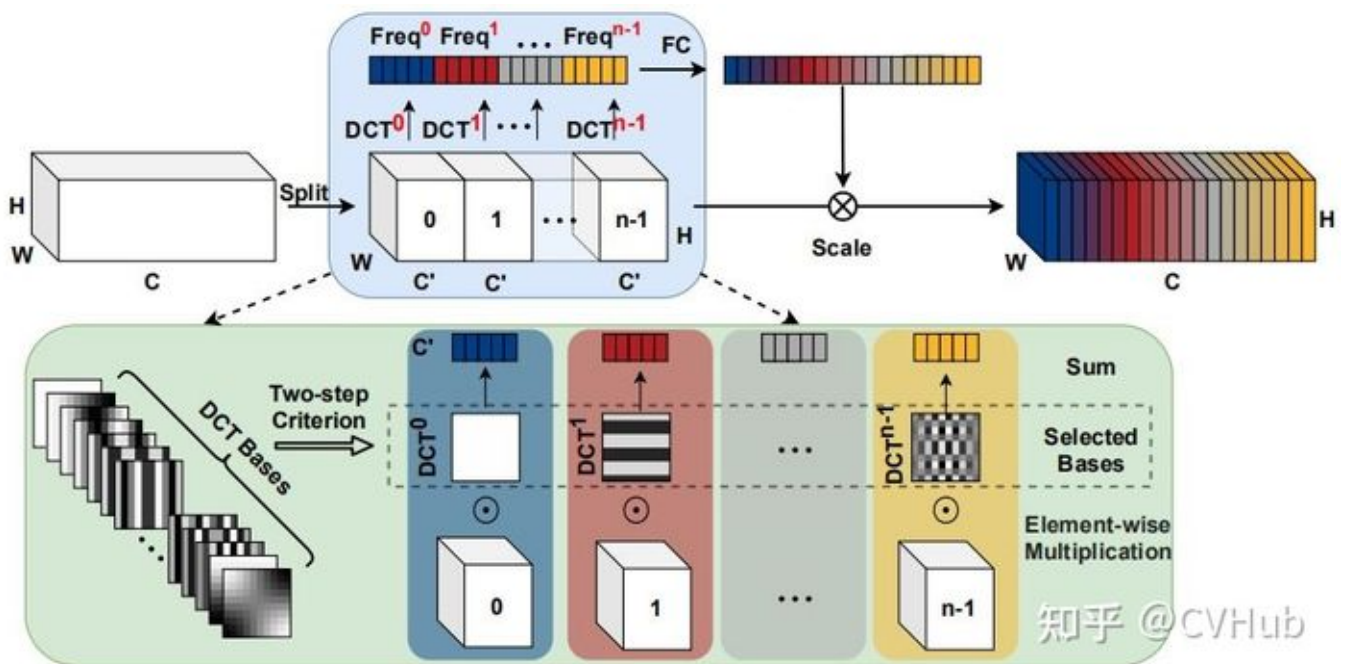 Freq0 Freq1 ... Freqn-1
FC
DCT0 DCT1 ... DCTn-1
H
W
C
Split
0
1
...
n-1
H
W
C'
C'
C'
Scale
H
W
C
DCT Bases
Two-step
Criterion
C'
DCT0
DCT1
...
DCTn-1
Sum
Selected
Bases
Element-wise
Multiplication
0
1
...
n-1
...
知乎 @CVHub